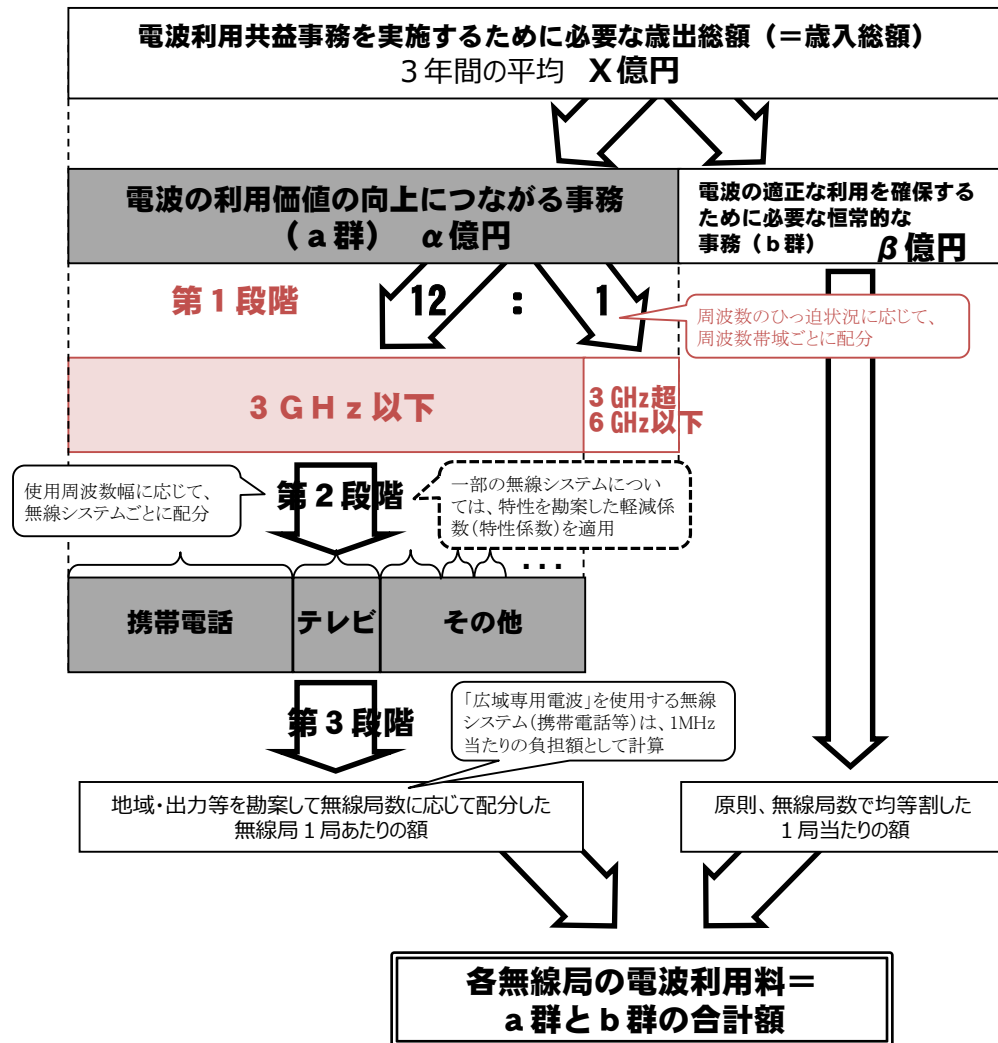 電波利用共益事務を実施するために必要な歳出総額（＝歳入総額）
３年間の平均　X億円
電波の利用価値の向上につながる事務
（ａ群）　α億円
電波の適正な利用を確保する
ために必要な恒常的な
事務（ｂ群）　β億円
第１段階
12　：　1
周波数のひっ迫状況に応じて、
周波数帯域ごとに配分
３ＧＨｚ以下
３GHz超
６GHz以下
使用周波数幅に応じて、
無線システムごとに配分
第２段階
一部の無線システムについ
ては、特性を勘案した軽減係
数（特性係数）を適用
・・・
携帯電話
テレビ
その他
第３段階
「広域専用電波」を使用する無線
システム（携帯電話等）は、1MHz
当たりの負担額として計算
地域・出力等を勘案して無線局数に応じて配分した
無線局１局あたりの額
原則、無線局数で均等割した
１局当たりの額
各無線局の電波利用料＝
ａ群とｂ群の合計額